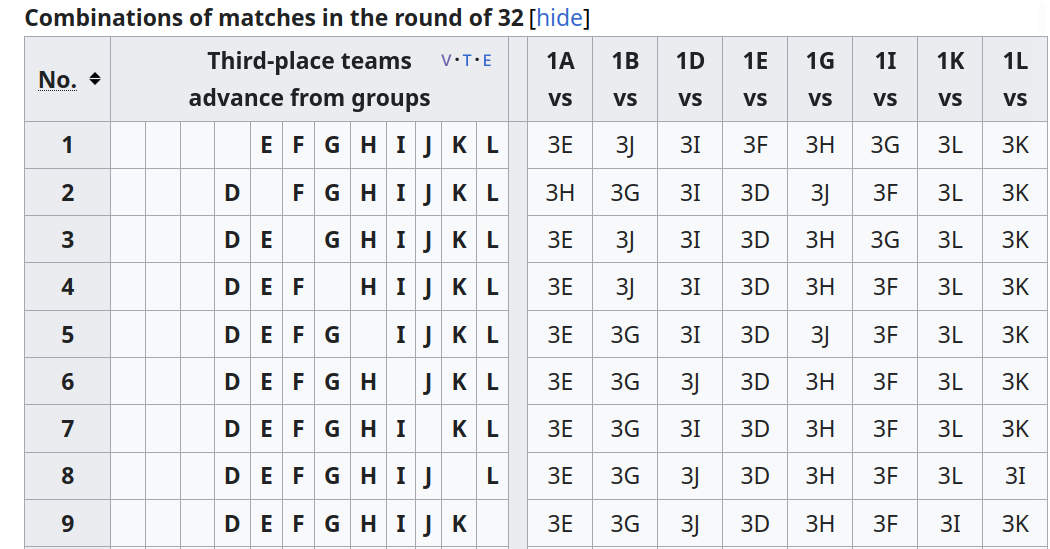 Combinations of matches in the round of 32 [hide]
No. Third-place teams advance from groups V·T·E 1A vs 1B vs 1D vs 1E vs 1G vs 1I vs 1K vs 1L vs
1 E F G H I J K L 3E 3J 3I 3F 3H 3G 3L 3K
2 D F G H I J K L 3H 3G 3I 3D 3J 3F 3L 3K
3 D E G H I J K L 3E 3J 3I 3D 3H 3G 3L 3K
4 D E F H I J K L 3E 3J 3I 3D 3H 3F 3L 3K
5 D E F G I J K L 3E 3G 3I 3D 3J 3F 3L 3K
6 D E F G H J K L 3E 3G 3J 3D 3H 3F 3L 3K
7 D E F G H I K L 3E 3G 3I 3D 3H 3F 3L 3K
8 D E F G H I J L 3E 3G 3J 3D 3H 3F 3L 3I
9 D E F G H I J K 3E 3G 3J 3D 3H 3F 3I 3K